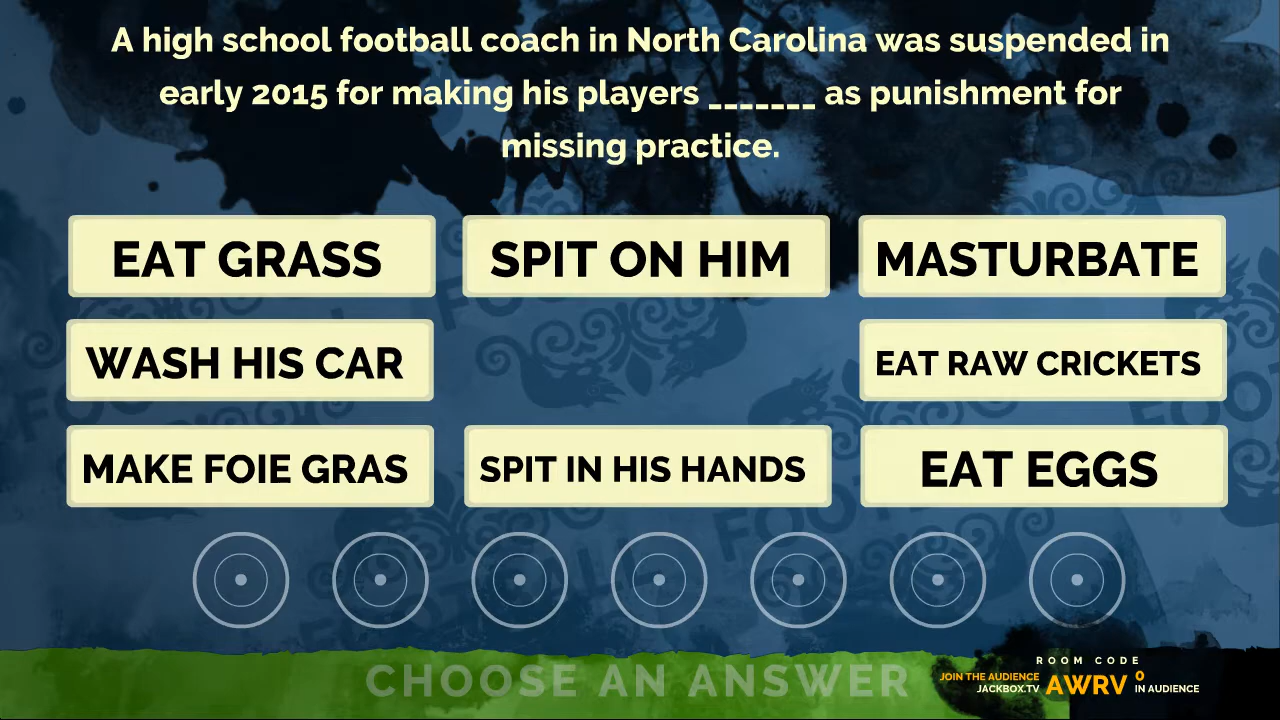 A high school football coach in North Carolina was suspended in
early 2015 for making his players _______ as punishment for
missing practice.
EAT GRASS
SPIT ON HIM
MASTURBATE
WASH HIS CAR
EAT RAW CRICKETS
MAKE FOIE GRAS
SPIT IN HIS HANDS
EAT EGGS
CHOOSE AN ANSWER
ROOM CODE
JOIN THE AUDIENCE
JACKBOX.TV
AWRV
0
IN AUDIENCE